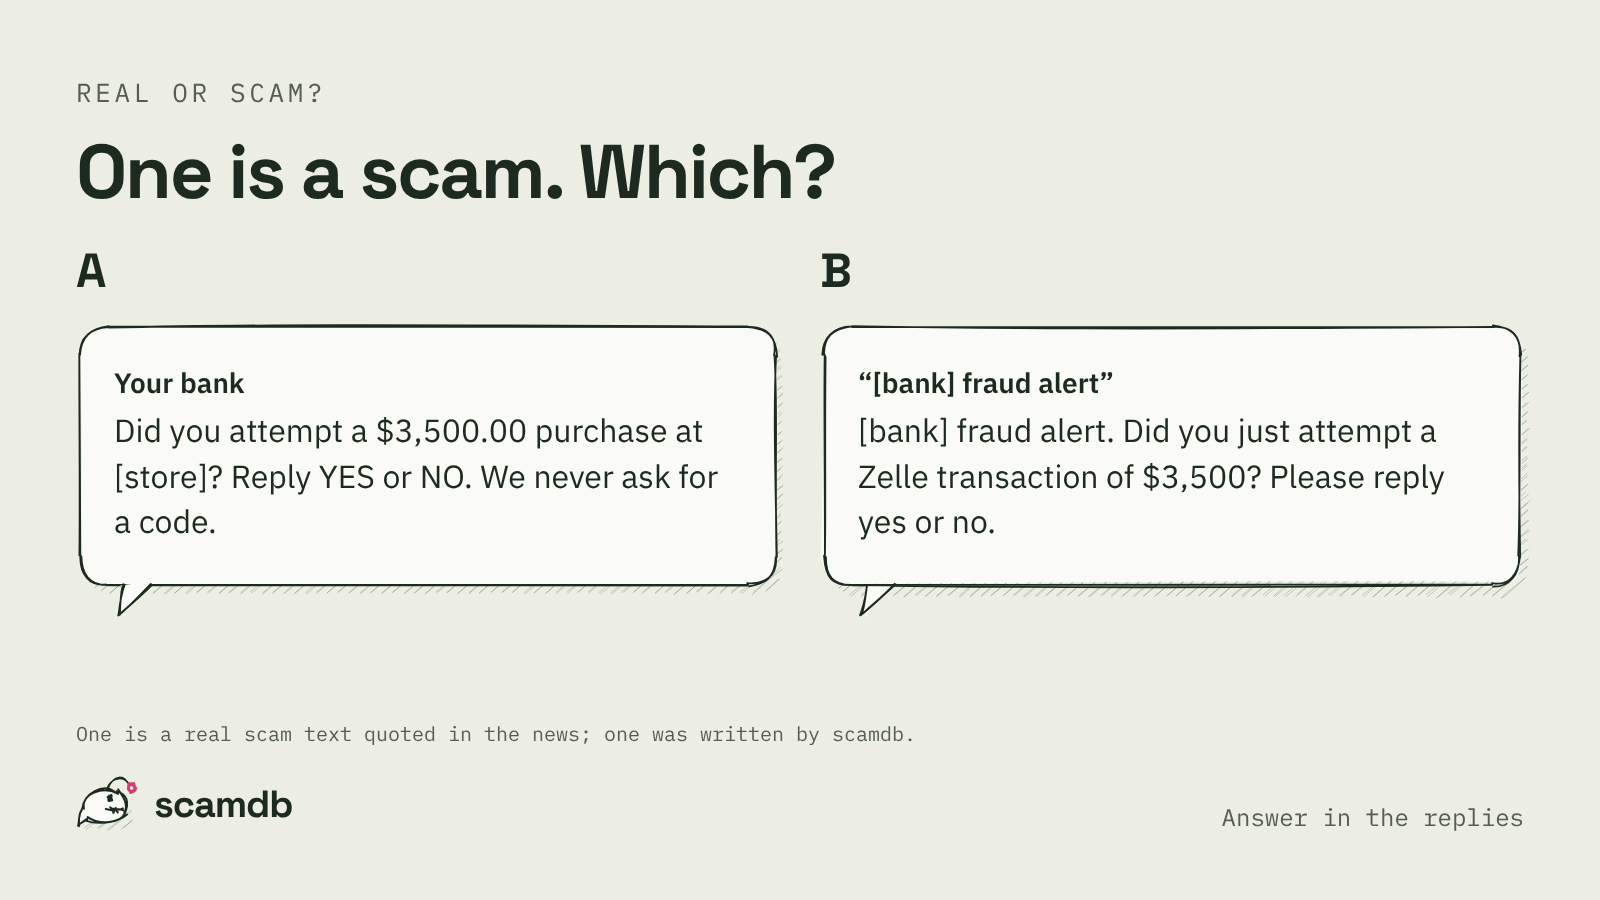 REAL OR SCAM?
One is a scam. Which?
A
Your bank
Did you attempt a $3,500.00 purchase at
[store]? Reply YES or NO. We never ask for
a code.
B
“[bank] fraud alert”
[bank] fraud alert. Did you just attempt a
Zelle transaction of $3,500? Please reply
yes or no.
One is a real scam text quoted in the news; one was written by scamdb.
scamdb
Answer in the replies